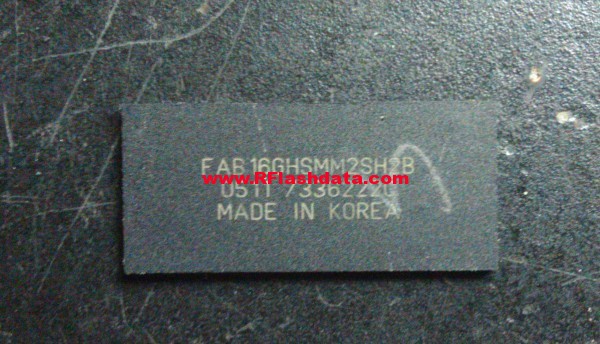 FAB16GHSMM2SH2B
www.RFlashdata.com
MADE IN KOREA